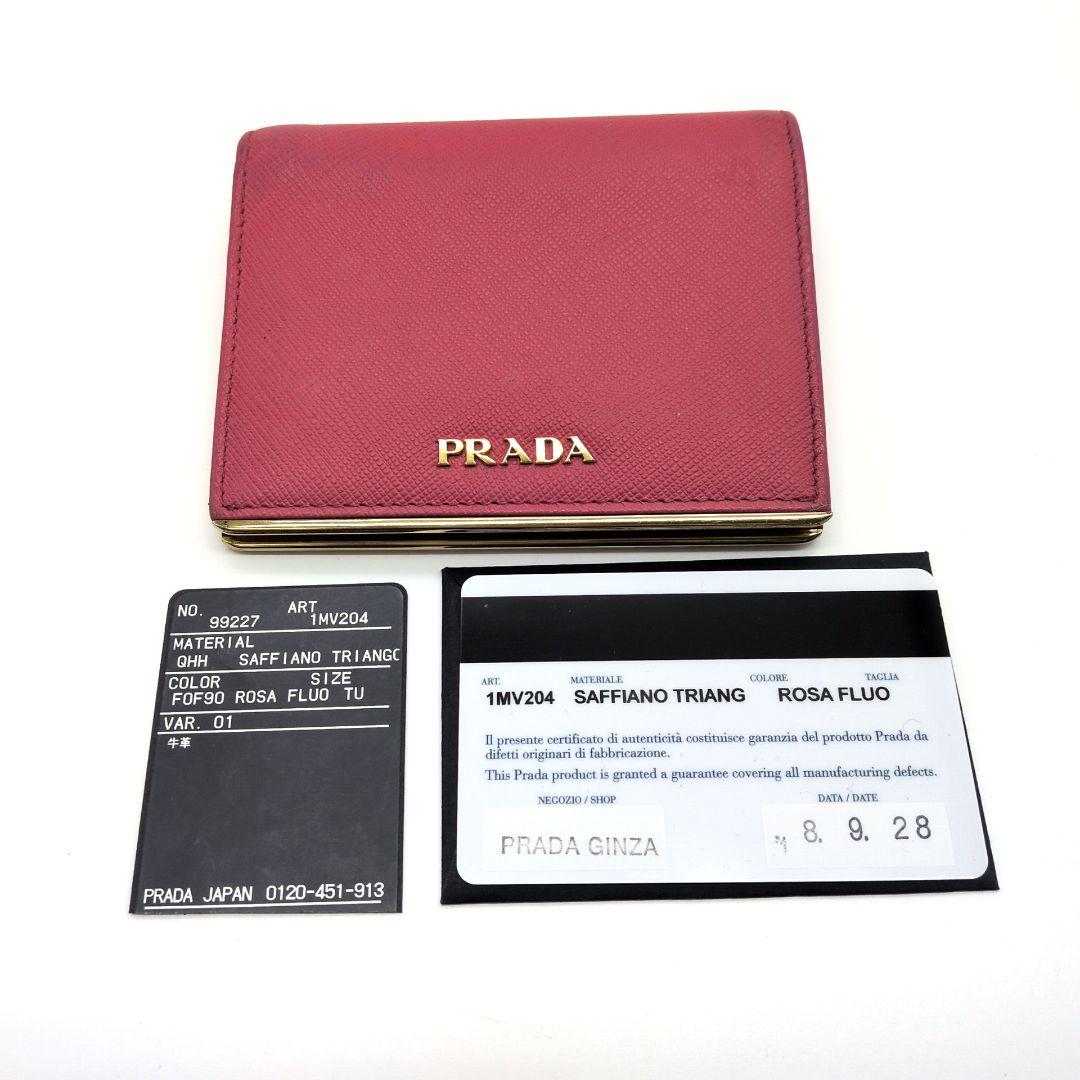 PRADA
NO. ART
99227 1MV204
MATERIAL
QHH SAFFIANO TRIANG
COLOR SIZE
F0F90 ROSA FLUO TU
VAR. 01
牛革
PRADA JAPAN 0120-451-913
ART. MATERIALE COLORE TAGLIA
1MV204 SAFFIANO TRIANG ROSA FLUO
Il presente certificato di autenticità costituisce garanzia del prodotto Prada da
difetti originari di fabbricazione.
This Prada product is granted a guarantee covering all manufacturing defects.
NEGOZIO / SHOP DATA / DATE
PRADA GINZA 8. 9. 28